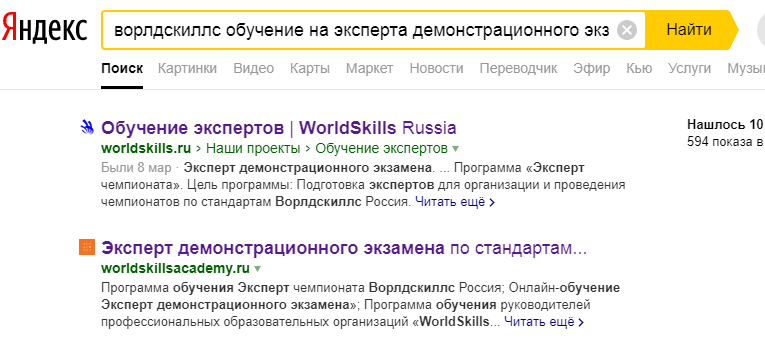 Яндекс
ворлдскиллс обучение на эксперта демонстрационного экз
Найти
Поиск Картинки Видео Карты Маркет Новости Переводчик Эфир Кью Услуги Музы
Обучение экспертов | WorldSkills Russia
worldskills.ru › Наши проекты › Обучение экспертов
Были 8 мар · Эксперт демонстрационного экзамена. ... Программа «Эксперт
чемпионата». Цель программы: Подготовка экспертов для организации и проведения
чемпионатов по стандартам Ворлдскиллс Россия. Читать ещё ›
Нашлось 10
594 показа в
Эксперт демонстрационного экзамена по стандартам...
worldskillsacademy.ru
Программа обучения Эксперт чемпионата Ворлдскиллс Россия; Онлайн-обучение
Эксперт демонстрационного экзамена»; Программа обучения руководителей
профессиональных образовательных организаций «WorldSkills... Читать ещё ›